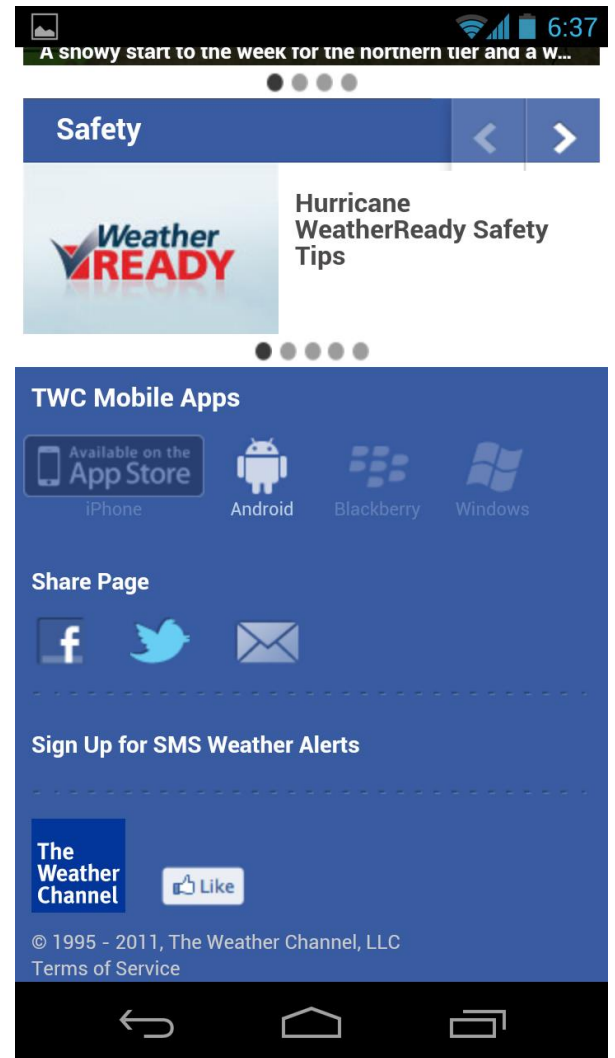 6:37
A snowy start to the week for the northern tier and a w...
Safety
Weather
READY
Hurricane
WeatherReady Safety
Tips
TWC Mobile Apps
Available on the
App Store
iPhone
Android
Blackberry
Windows
Share Page
f
Sign Up for SMS Weather Alerts
The
Weather
Channel
Like
© 1995 - 2011, The Weather Channel, LLC
Terms of Service